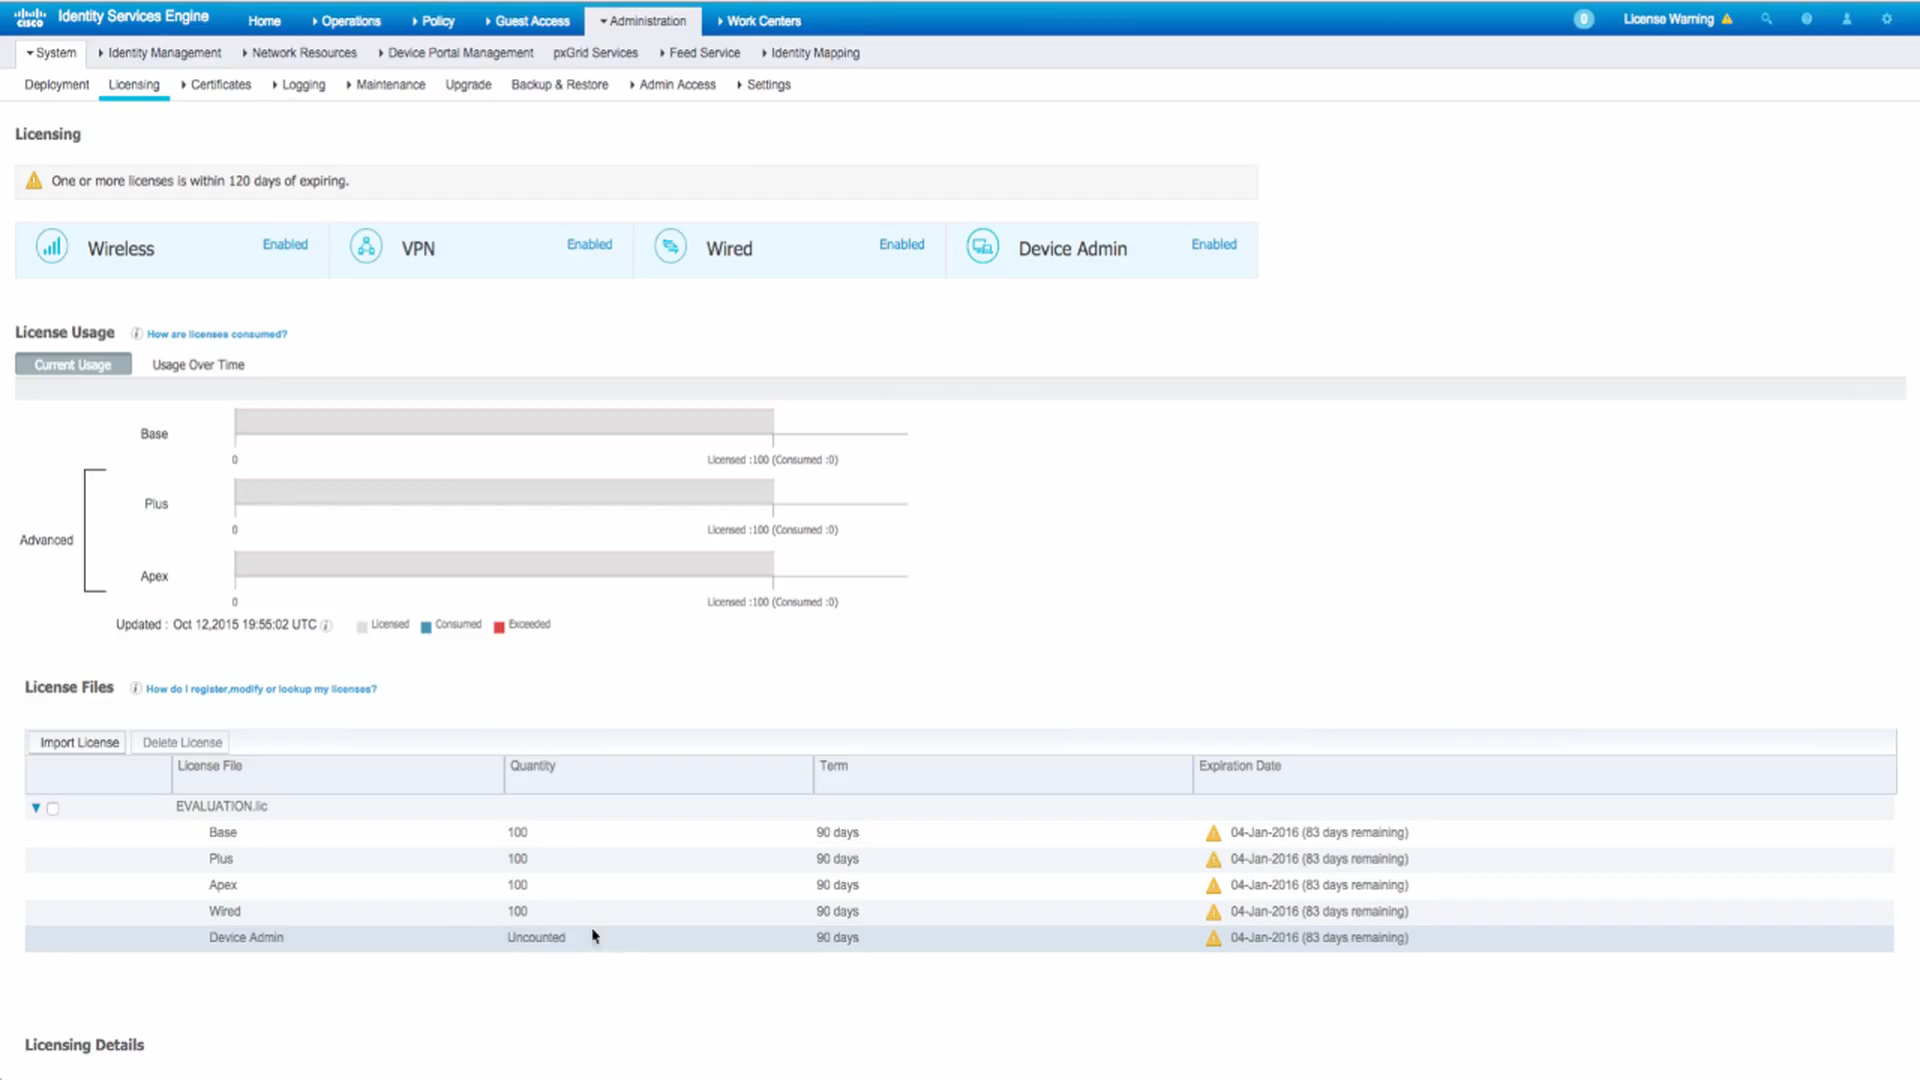 cisco Identity Services Engine Home Operations Policy Guest Access Administration Work Centers 0 License Warning
System Identity Management Network Resources Device Portal Management pxGrid Services Feed Service Identity Mapping
Deployment Licensing Certificates Logging Maintenance Upgrade Backup & Restore Admin Access Settings
Licensing
One or more licenses is within 120 days of expiring.
Wireless Enabled VPN Enabled Wired Enabled Device Admin Enabled
License Usage i How are licenses consumed?
Current Usage Usage Over Time
Base
0 Licensed :100 (Consumed :0)
Plus
0 Licensed :100 (Consumed :0)
Advanced
Apex
0 Licensed :100 (Consumed :0)
Updated : Oct 12,2015 19:55:02 UTC i Licensed Consumed Exceeded
License Files i How do I register,modify or lookup my licenses?
Import License Delete License
License File Quantity Term Expiration Date
EVALUATION.lic
Base 100 90 days 04-Jan-2016 (83 days remaining)
Plus 100 90 days 04-Jan-2016 (83 days remaining)
Apex 100 90 days 04-Jan-2016 (83 days remaining)
Wired 100 90 days 04-Jan-2016 (83 days remaining)
Device Admin Uncounted 90 days 04-Jan-2016 (83 days remaining)
Licensing Details